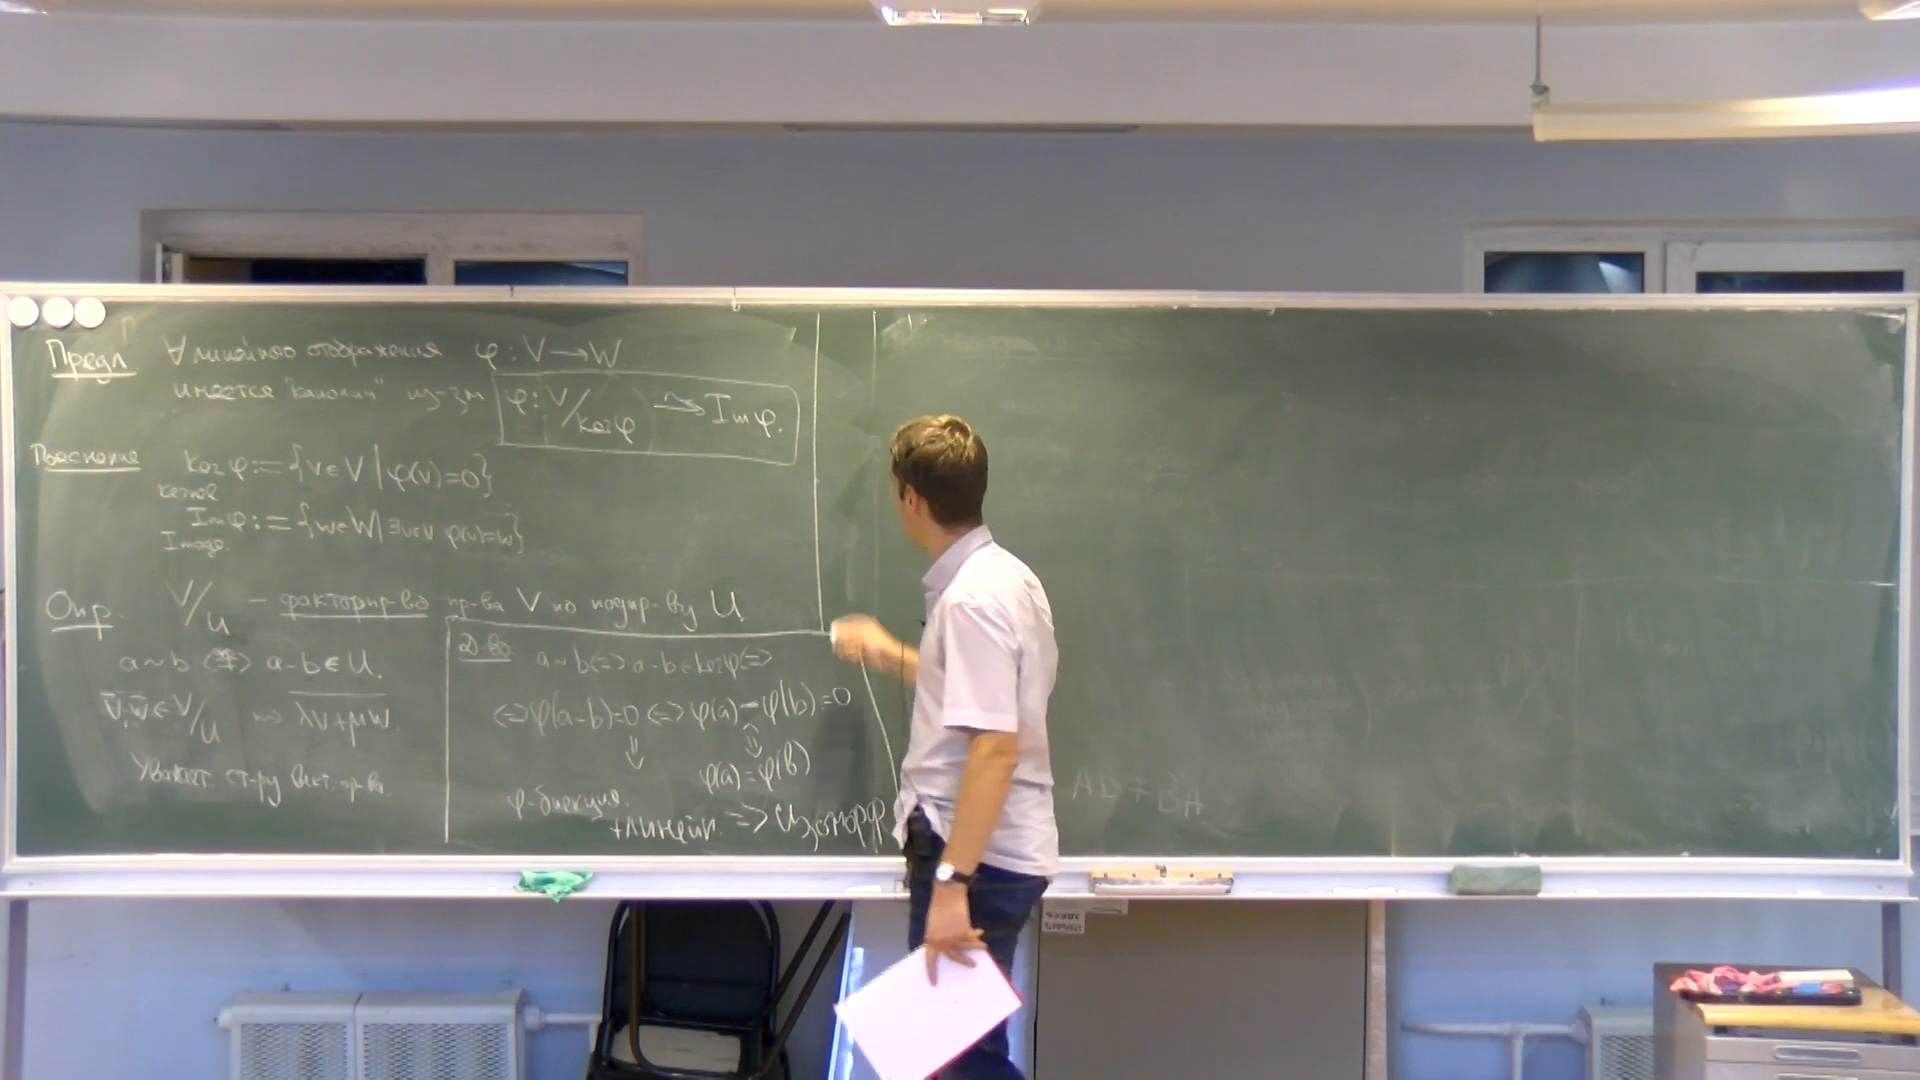 Предл ∀ линейного отображения φ : V → W
имеется "канонич" из-зм φ : V/Ker φ ⥲ Im φ.
Пояснение Ker φ := {v ∈ V | φ(v) = 0}
Kernel
Im φ := {w ∈ W | ∃ v ∈ V φ(v) = w}
Image.
Опр. V/U – факторпр-во пр-ва V по подпр-ву U
a ~ b <=> a - b ∈ U.
v̄, w̄ ∈ V/U ↦ \overline{λv + μw}.
Уважает ст-ру вект. пр-ва.
Д-во a ~ b <=> a - b ∈ Ker φ <=>
<=> φ(a - b) = 0 <=> φ(a) - φ(b) = 0
⇓ ⇕
φ(a) = φ(b)
φ - биекция.
+ линейн. => Изоморф
AB ≠ BA